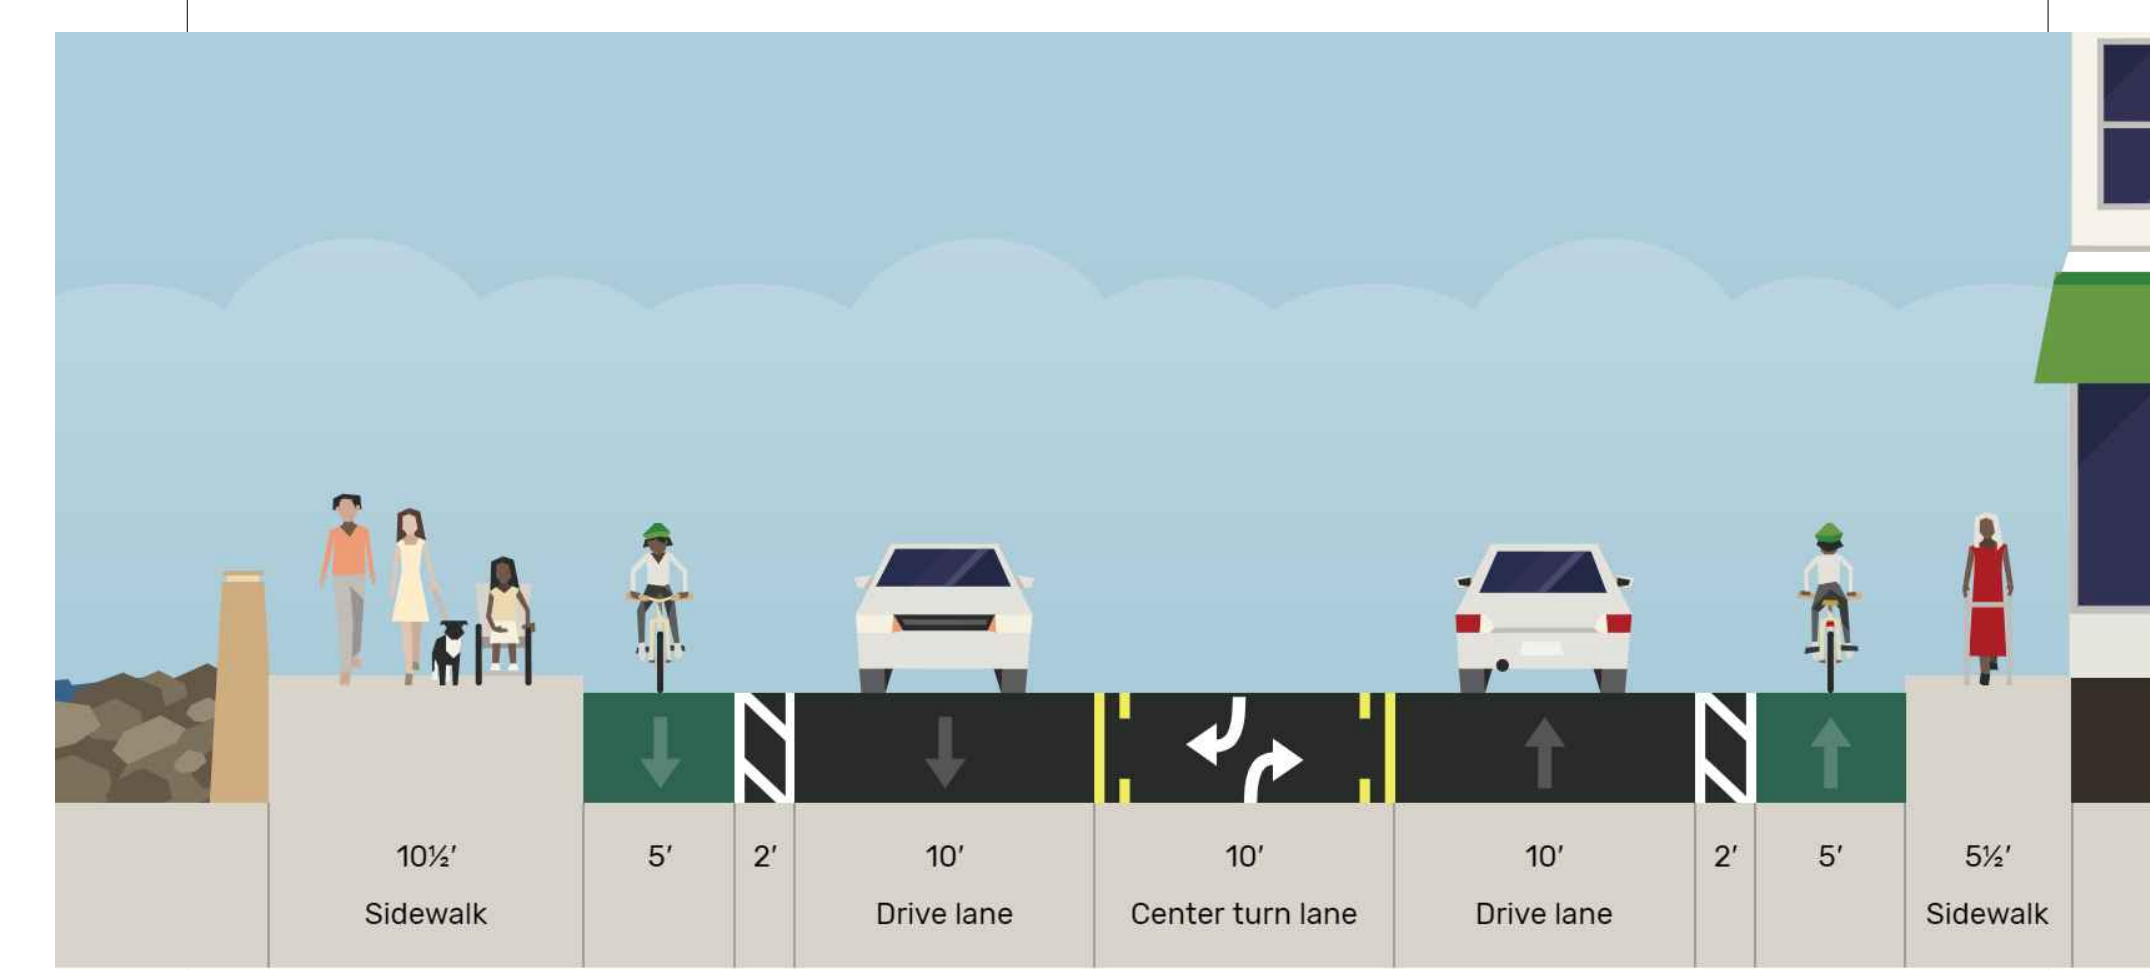 10½′ 5′ 2′ 10′ 10′ 10′ 2′ 5′ 5½′
Sidewalk Drive lane Center turn lane Drive lane Sidewalk